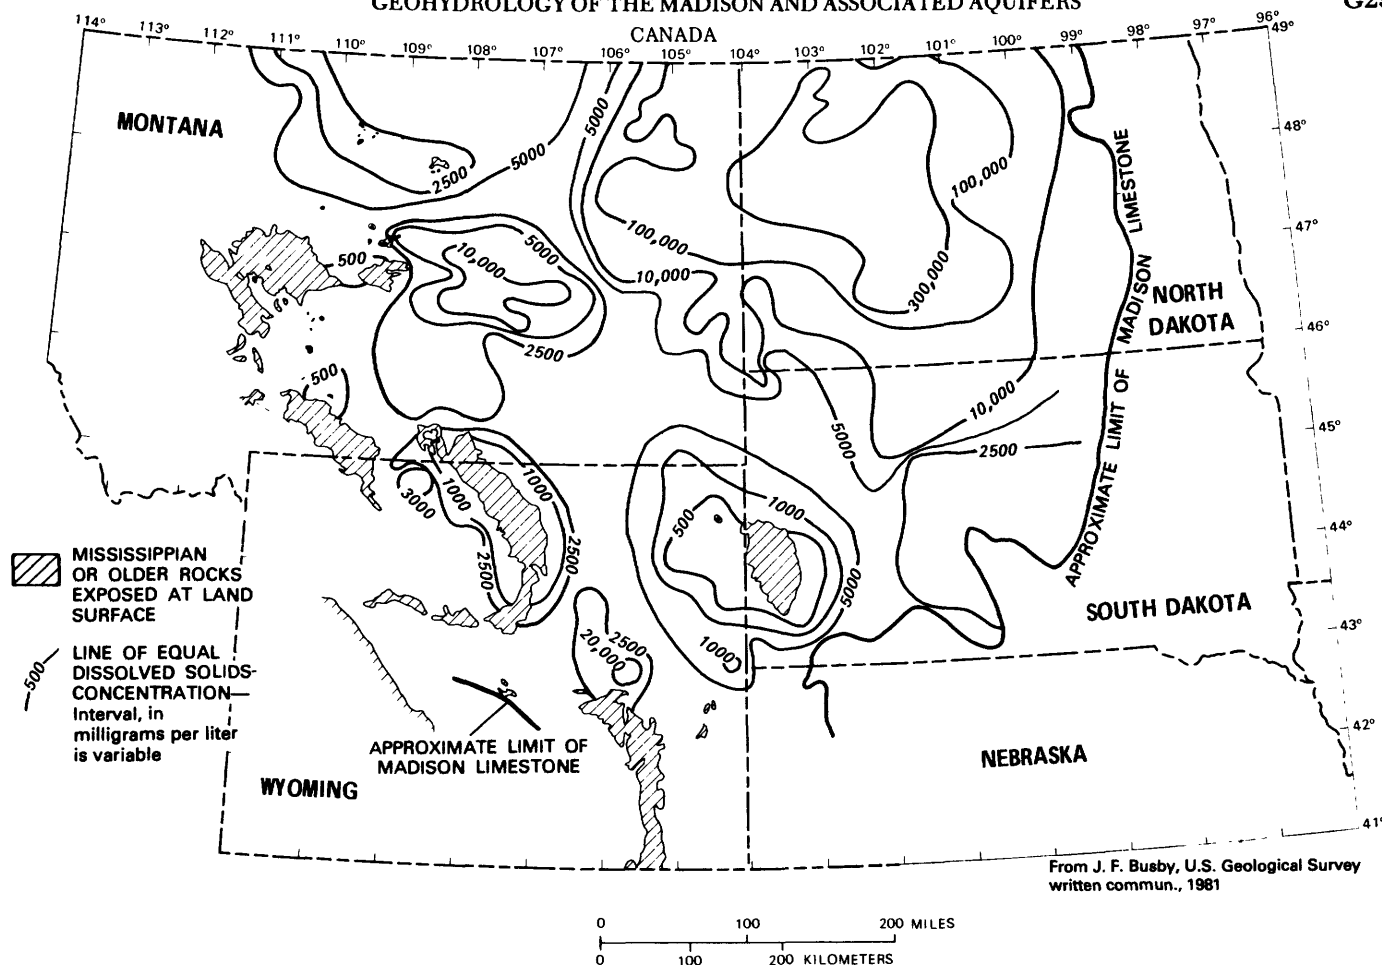 GEOHYDROLOGY OF THE MADISON AND ASSOCIATED AQUIFERS
CANADA
114° 113° 112° 111° 110° 109° 108° 107° 106° 105° 104° 103° 102° 101° 100° 99° 98° 97° 96°
49°
48°
47°
46°
45°
44°
43°
42°
41°
MONTANA
2500
5000
5000
100,000
10,000
100,000
300,000
500
10,000
5000
2500
500
NORTH
DAKOTA
APPROXIMATE LIMIT OF MADISON LIMESTONE
10,000
5000
2500
3000
1000
1000
2500
2500
500
1000
5000
1000
2500
20,000
SOUTH DAKOTA
MISSISSIPPIAN
OR OLDER ROCKS
EXPOSED AT LAND
SURFACE
500
LINE OF EQUAL
DISSOLVED SOLIDS-
CONCENTRATION—
Interval, in
milligrams per liter
is variable
APPROXIMATE LIMIT OF
MADISON LIMESTONE
WYOMING
NEBRASKA
From J. F. Busby, U.S. Geological Survey
written commun., 1981
0 100 200 MILES
0 100 200 KILOMETERS